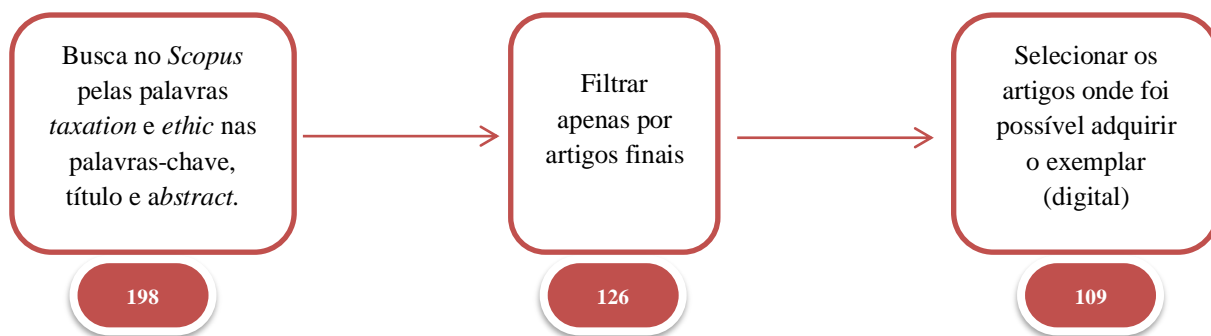 Busca no Scopus
pelas palavras
taxation e ethic nas
palavras-chave,
título e abstract.
198
Filtrar
apenas por
artigos finais
126
Selecionar os
artigos onde foi
possível adquirir
o exemplar
(digital)
109